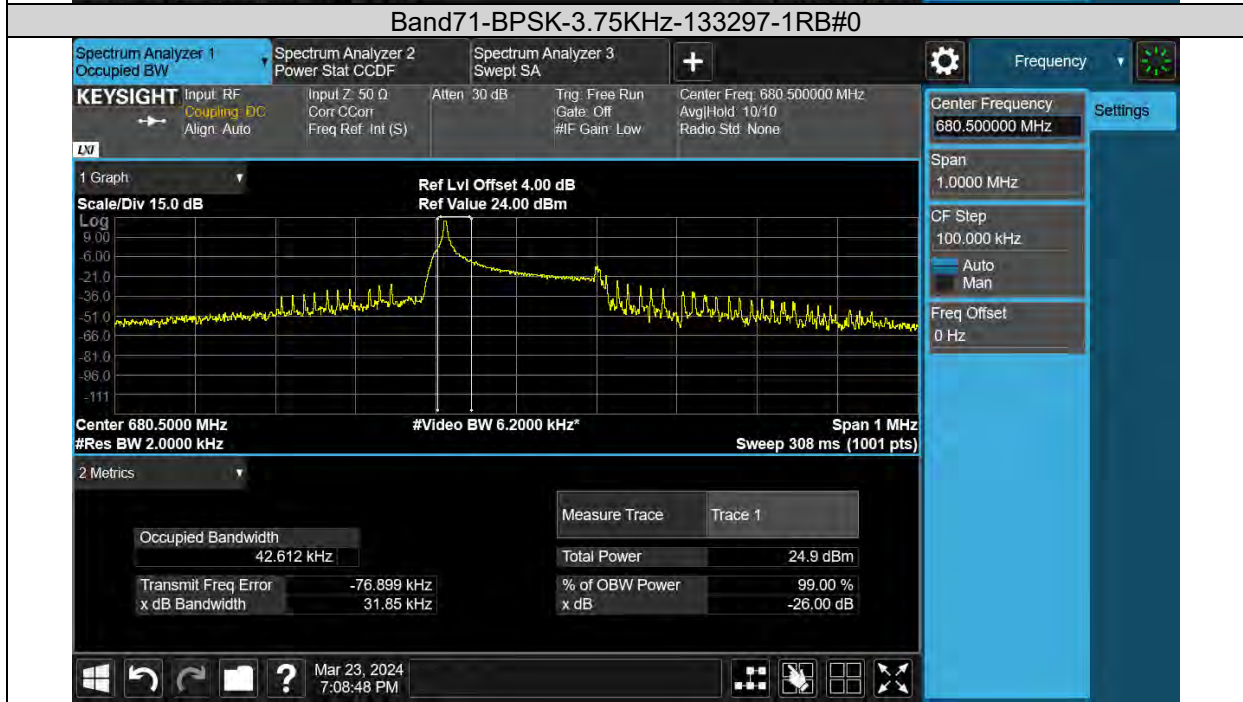 Band71-BPSK-3.75KHz-133297-1RB#0
Spectrum Analyzer 1
Occupied BW
Spectrum Analyzer 2
Power Stat CCDF
Spectrum Analyzer 3
Swept SA
+
Frequency
KEYSIGHT
Input: RF
Coupling: DC
Align: Auto
Input Z: 50 Ω
Corr CCorr
Freq Ref: Int (S)
Atten: 30 dB
Trig: Free Run
Gate: Off
#IF Gain: Low
Center Freq: 680.500000 MHz
Avg|Hold: 10/10
Radio Std: None
LXI
Center Frequency
680.500000 MHz
Settings
Span
1.0000 MHz
CF Step
100.000 kHz
Auto
Man
Freq Offset
0 Hz
1 Graph
Scale/Div 15.0 dB
Ref Lvl Offset 4.00 dB
Ref Value 24.00 dBm
Log
9.00
-6.00
-21.0
-36.0
-51.0
-66.0
-81.0
-96.0
-111
Center 680.5000 MHz
#Video BW 6.2000 kHz*
Span 1 MHz
#Res BW 2.0000 kHz
Sweep 308 ms (1001 pts)
2 Metrics
Measure Trace
Trace 1
Occupied Bandwidth
42.612 kHz
Total Power
24.9 dBm
Transmit Freq Error
-76.899 kHz
% of OBW Power
99.00 %
x dB Bandwidth
31.85 kHz
x dB
-26.00 dB
?
Mar 23, 2024
7:08:48 PM